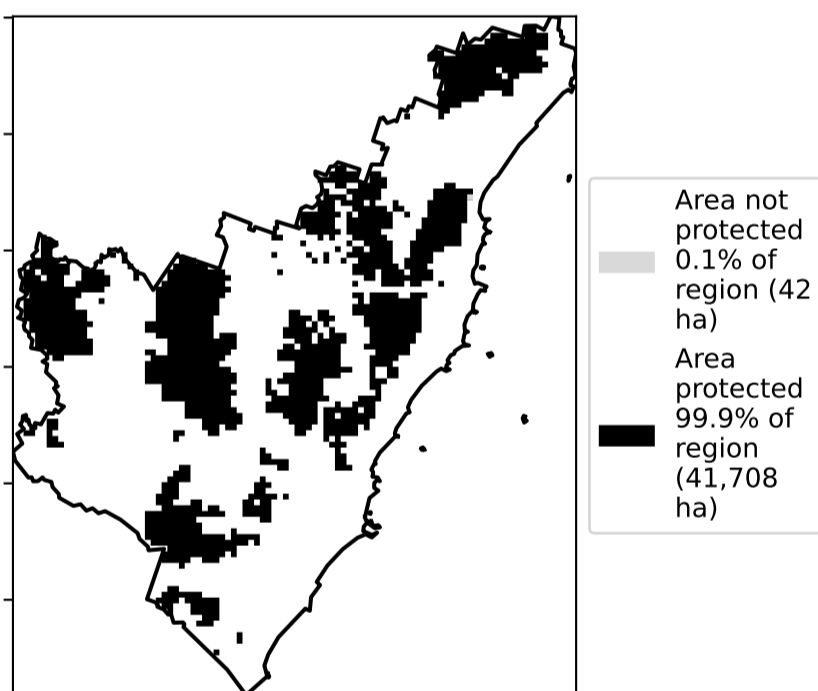 Area not
protected
0.1% of
region (42
ha)
Area
protected
99.9% of
region
(41,708
ha)